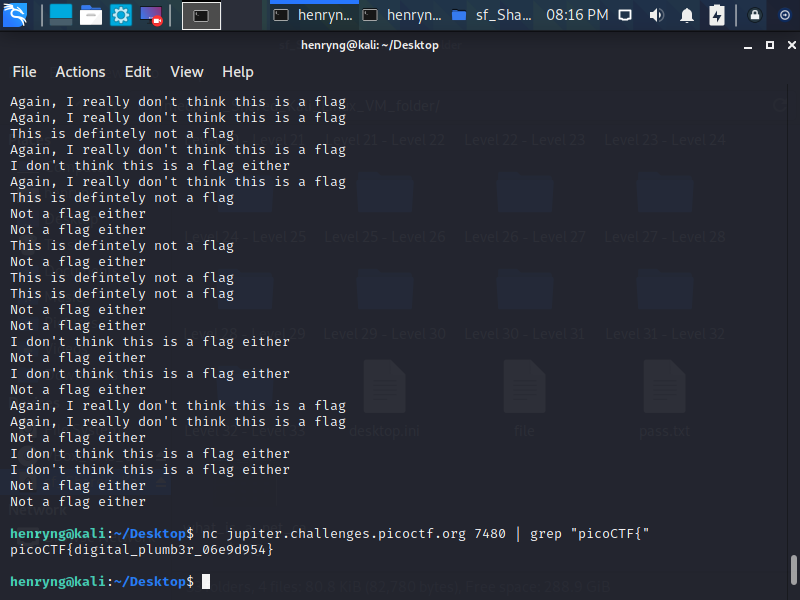 henryng... henryng... sf_Sha... 08:16 PM
henryng@kali: ~/Desktop
File Actions Edit View Help
Again, I really don't think this is a flag
Again, I really don't think this is a flag
This is defintely not a flag
Again, I really don't think this is a flag
I don't think this is a flag either
Again, I really don't think this is a flag
This is defintely not a flag
Not a flag either
Not a flag either
This is defintely not a flag
Not a flag either
This is defintely not a flag
This is defintely not a flag
Not a flag either
Not a flag either
I don't think this is a flag either
Not a flag either
I don't think this is a flag either
Not a flag either
Again, I really don't think this is a flag
Again, I really don't think this is a flag
Not a flag either
I don't think this is a flag either
I don't think this is a flag either
Not a flag either
Not a flag either
henryng@kali:~/Desktop$ nc jupiter.challenges.picoctf.org 7480 | grep "picoCTF{"
picoCTF{digital_plumb3r_06e9d954}
henryng@kali:~/Desktop$